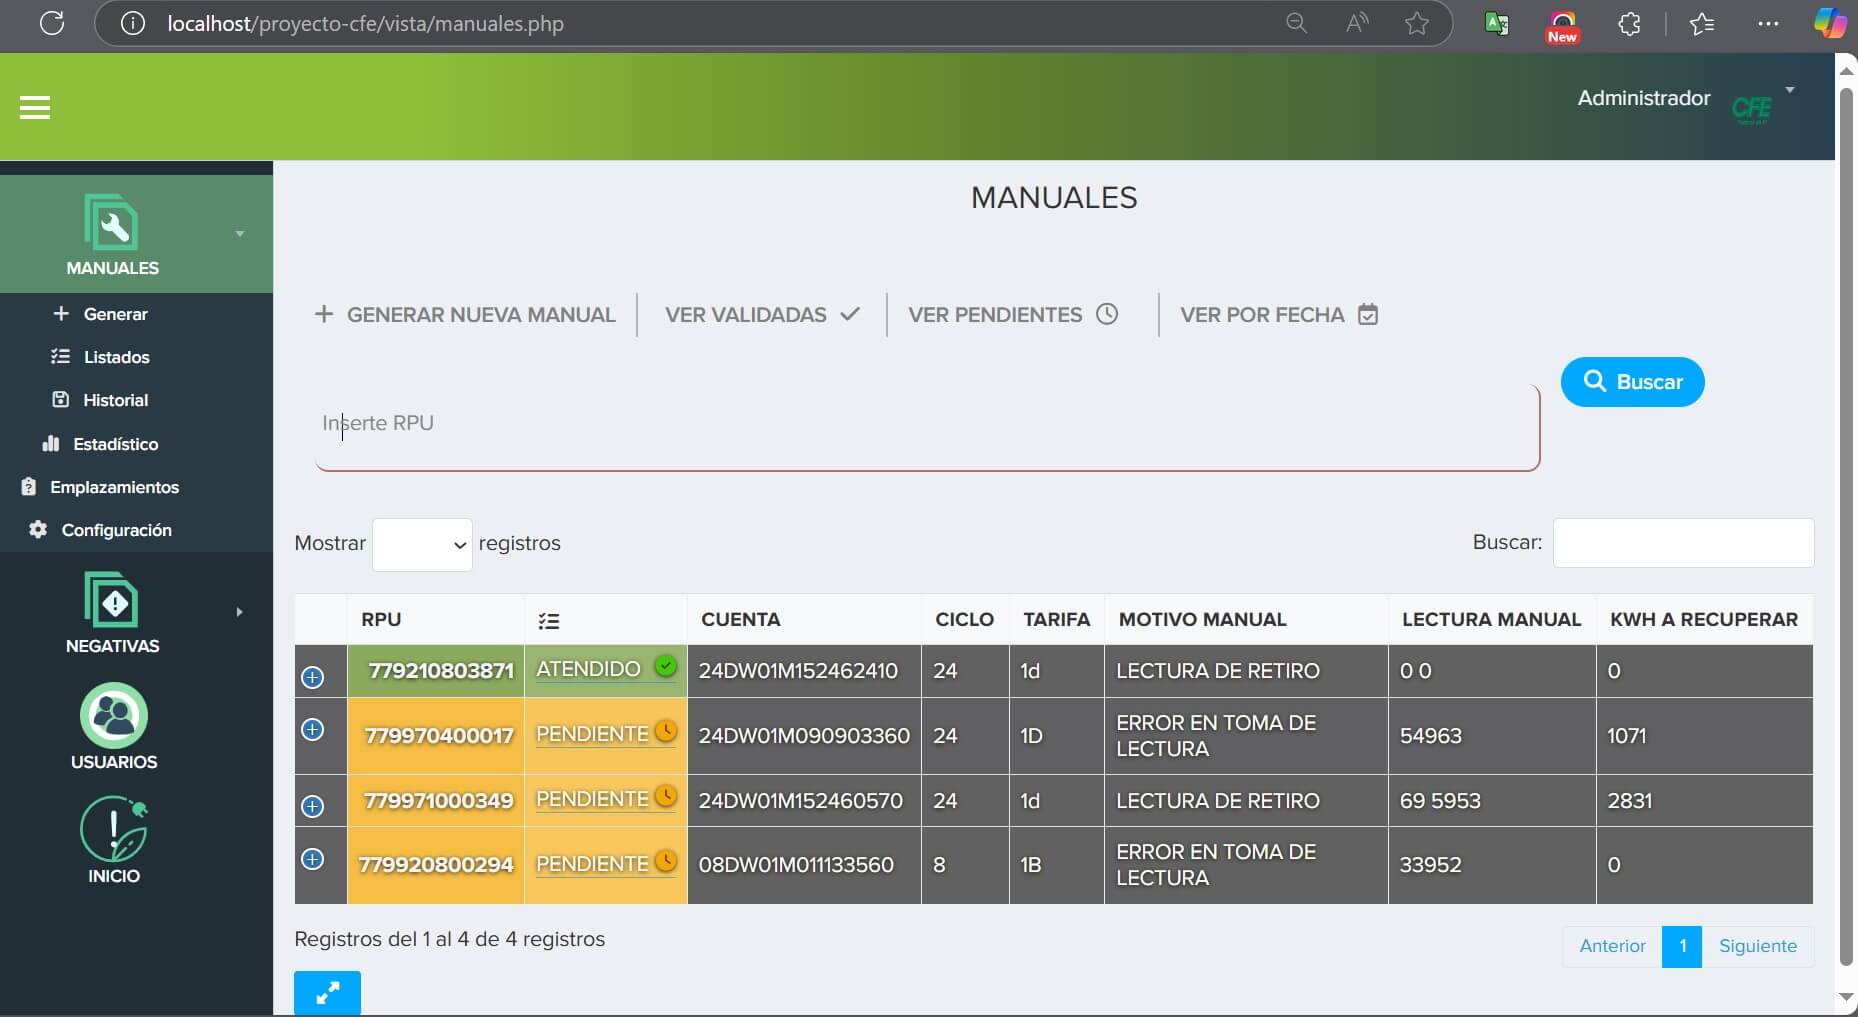 localhost/proyecto-cfe/vista/manuales.php
New
Administrador
CFE
MANUALES
Generar
Listados
Historial
Estadístico
Emplazamientos
Configuración
NEGATIVAS
USUARIOS
INICIO
MANUALES
GENERAR NUEVA MANUAL VER VALIDADAS VER PENDIENTES VER POR FECHA
Inserte RPU
Buscar
Mostrar registros
Buscar:
RPU CUENTA CICLO TARIFA MOTIVO MANUAL LECTURA MANUAL KWH A RECUPERAR
779210803871 ATENDIDO 24DW01M152462410 24 1d LECTURA DE RETIRO 0 0 0
779970400017 PENDIENTE 24DW01M090903360 24 1D ERROR EN TOMA DE LECTURA 54963 1071
779971000349 PENDIENTE 24DW01M152460570 24 1d LECTURA DE RETIRO 69 5953 2831
779920800294 PENDIENTE 08DW01M011133560 8 1B ERROR EN TOMA DE LECTURA 33952 0
Registros del 1 al 4 de 4 registros
Anterior 1 Siguiente